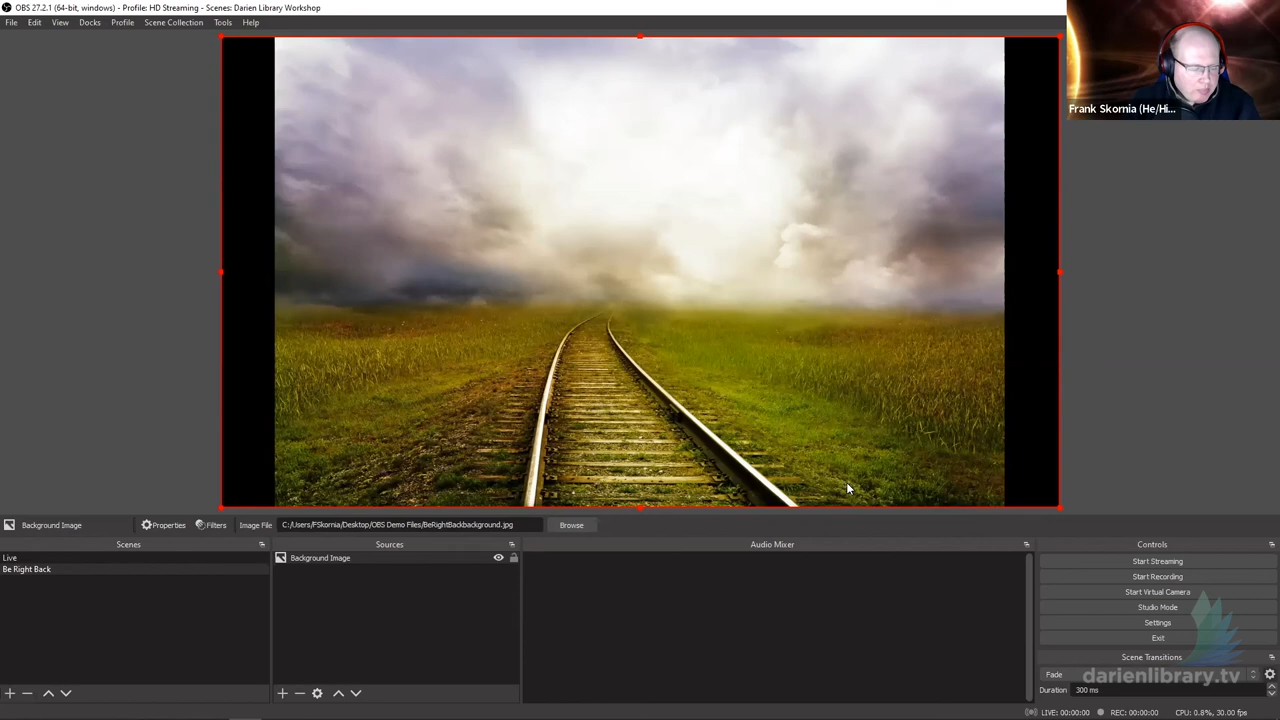 OBS 27.2.1 (64-bit, windows) - Profile: HD Streaming - Scenes: Darien Library Workshop
File Edit View Docks Profile Scene Collection Tools Help
Frank Skornia (He/Hi...
Background Image Properties Filters Image File C:/Users/FSkornia/Desktop/OBS Demo Files/BeRightBackbackground.jpg Browse
Scenes Sources Audio Mixer Controls
Live
Be Right Back
Background Image
Start Streaming
Start Recording
Start Virtual Camera
Studio Mode
Settings
Exit
Scene Transitions
Fade
darienlibrary.tv
Duration 300 ms
LIVE: 00:00:00 REC: 00:00:00 CPU: 0.8%, 30.00 fps